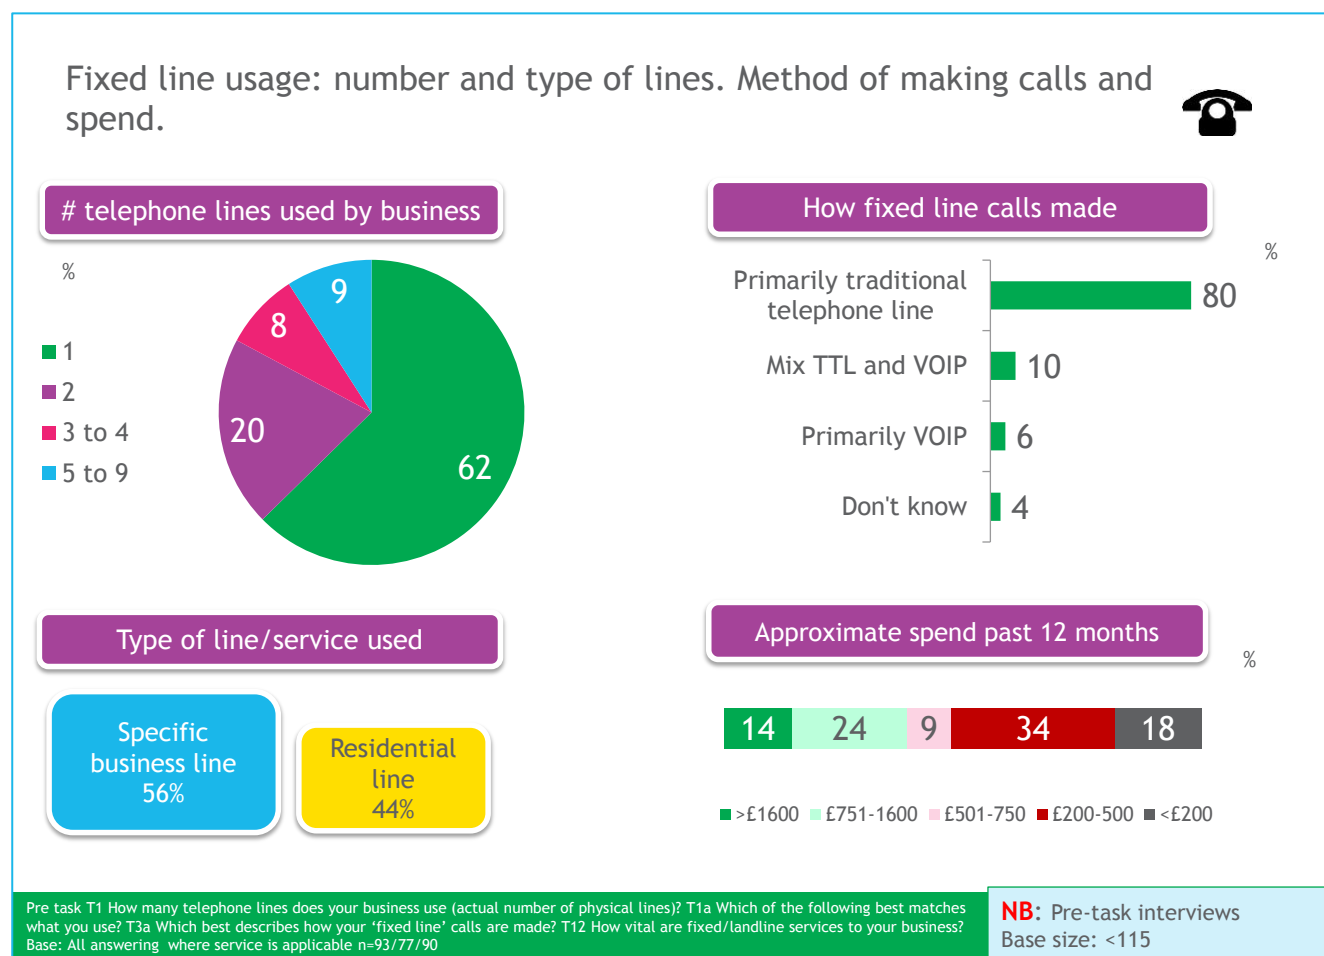 Fixed line usage: number and type of lines. Method of making calls and
spend.
# telephone lines used by business
%
1
2
3 to 4
5 to 9
9
8
20
62
How fixed line calls made
%
Primarily traditional
telephone line
80
Mix TTL and VOIP
10
Primarily VOIP
6
Don't know
4
Type of line/service used
Specific
business line
56%
Residential
line
44%
Approximate spend past 12 months
%
14 24 9 34 18
>£1600 £751-1600 £501-750 £200-500 <£200
Pre task T1 How many telephone lines does your business use (actual number of physical lines)? T1a Which of the following best matches
what you use? T3a Which best describes how your ‘fixed line’ calls are made? T12 How vital are fixed/landline services to your business?
Base: All answering where service is applicable n=93/77/90
NB: Pre-task interviews
Base size: <115